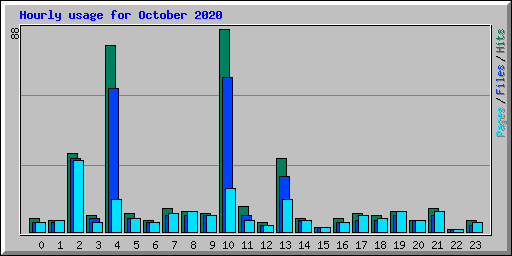 Hourly usage for October 2020
88
Pages/Files/Hits
0 1 2 3 4 5 6 7 8 9 10 11 12 13 14 15 16 17 18 19 20 21 22 23